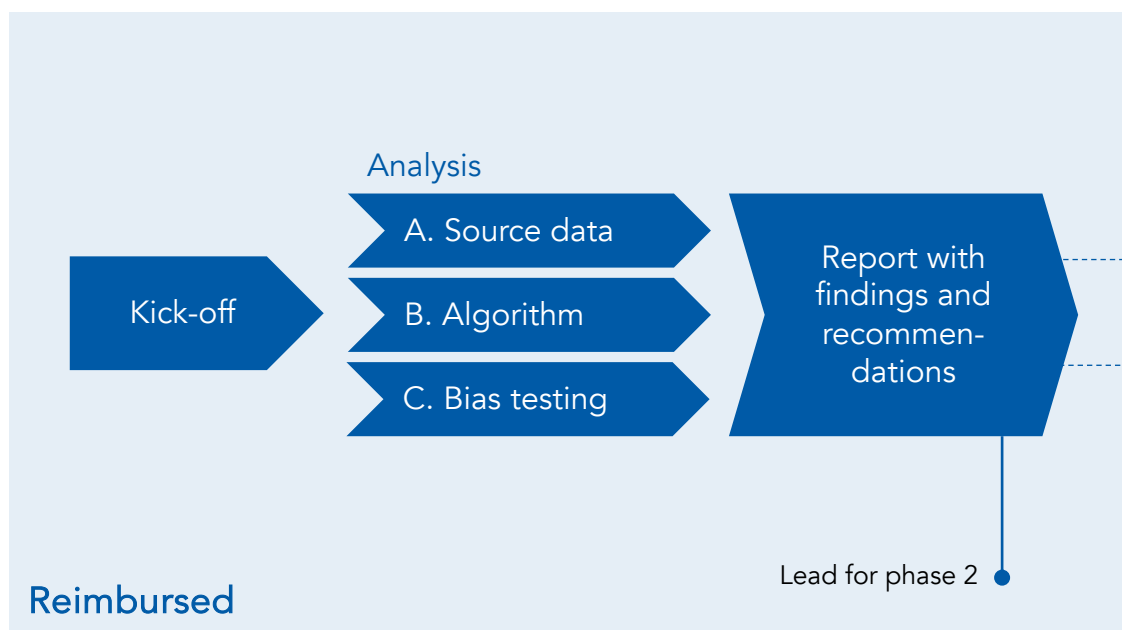 Analysis
Kick-off
A. Source data
B. Algorithm
C. Bias testing
Report with
findings and
recommen-
dations
Lead for phase 2
Reimbursed